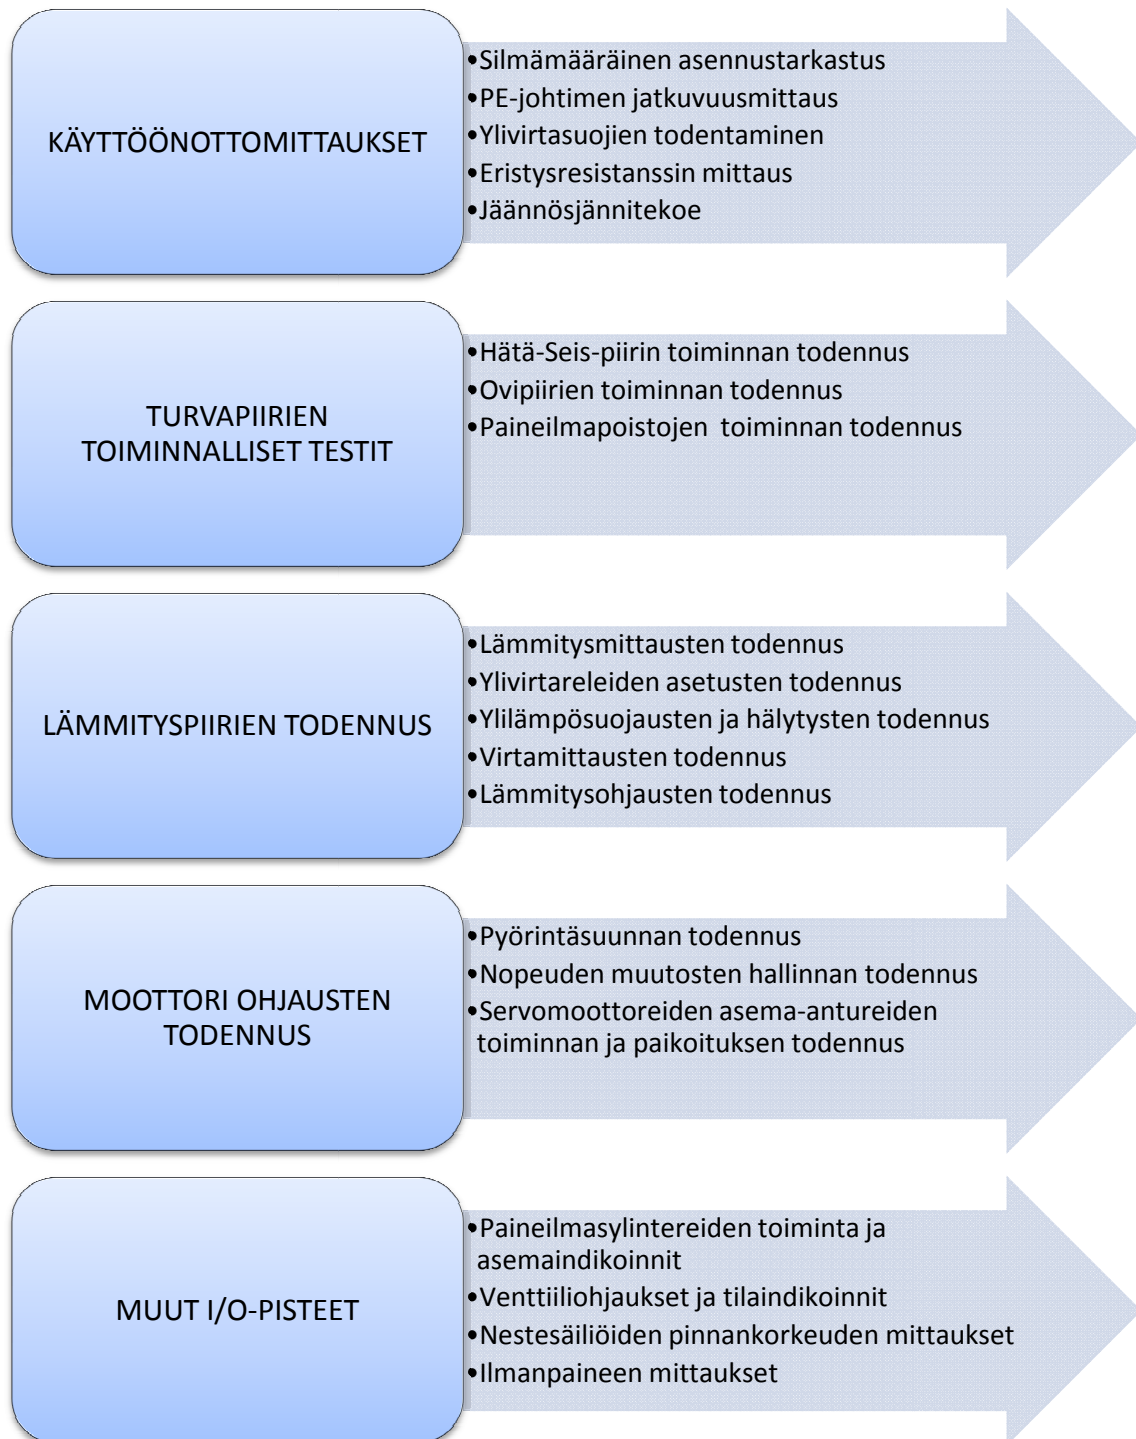 KÄYTTÖÖNOTTOMITTAUKSET
•Silmämääräinen asennustarkastus
•PE-johtimen jatkuvuusmittaus
•Ylivirtasuojien todentaminen
•Eristysresistanssin mittaus
•Jäännösjännitekoe
TURVAPIIRIEN
TOIMINNALLISET TESTIT
•Hätä-Seis-piirin toiminnan todennus
•Ovipiirien toiminnan todennus
•Paineilmapoistojen toiminnan todennus
LÄMMITYSPIIRIEN TODENNUS
•Lämmitysmittausten todennus
•Ylivirtareleiden asetusten todennus
•Ylilämpösuojausten ja hälytysten todennus
•Virtamittausten todennus
•Lämmitysohjausten todennus
MOOTTORI OHJAUSTEN
TODENNUS
•Pyörintäsuunnan todennus
•Nopeuden muutosten hallinnan todennus
•Servomoottoreiden asema-antureiden
toiminnan ja paikoituksen todennus
MUUT I/O-PISTEET
•Paineilmasylintereiden toiminta ja
asemaindikoinnit
•Venttiiliohjaukset ja tilaindikoinnit
•Nestesäiliöiden pinnankorkeuden mittaukset
•Ilmanpaineen mittaukset